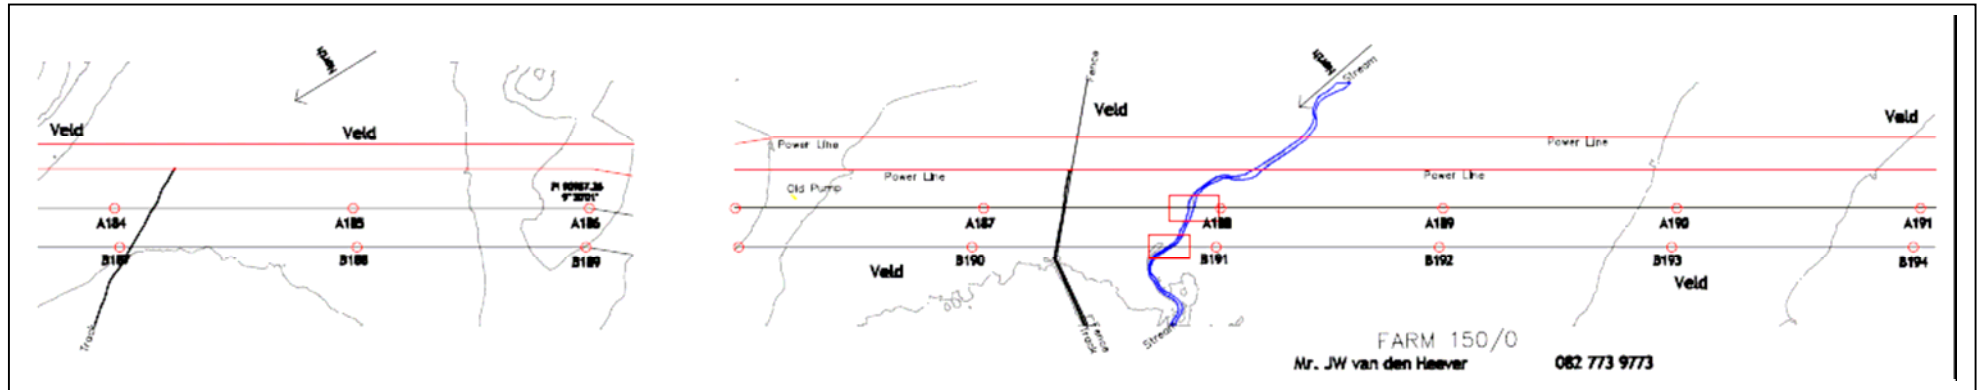 North
Veld
Veld
Track
A184
A185
A186
B187
B188
B189
North
Stream
Fence
Veld
Veld
Power Line
Power Line
Power Line
Power Line
Old Pump
A187
A188
A189
A190
A191
B190
B191
B192
B193
B194
Veld
Veld
Fence
Track
Stream
FARM 150/0
Mr. JW van den Heever
082 773 9773